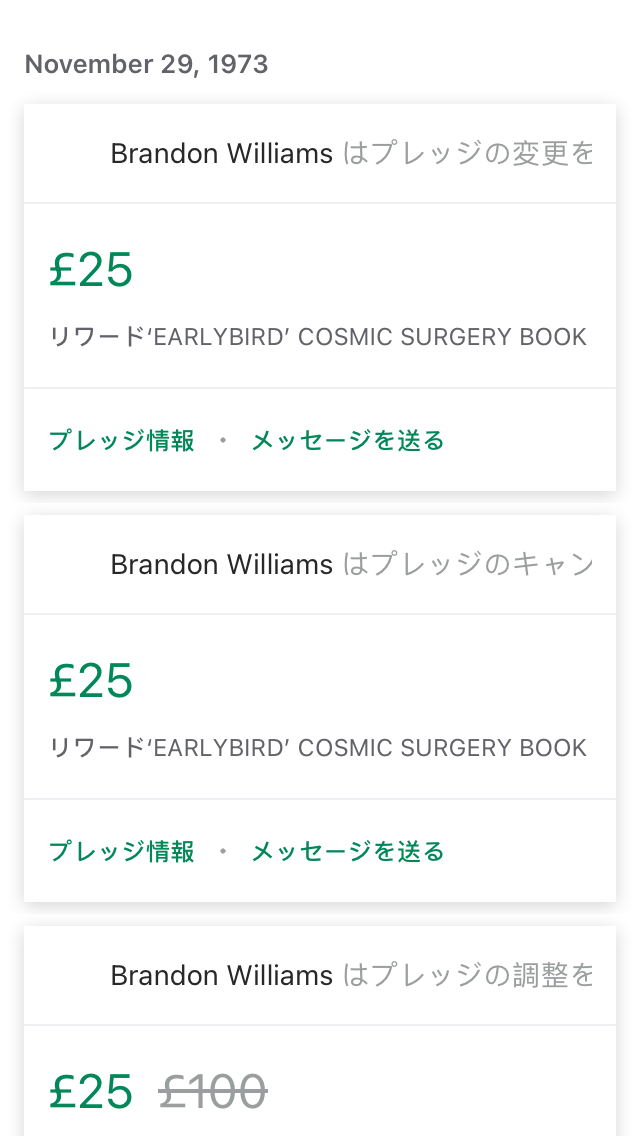 November 29, 1973
Brandon Williams はプレッジの変更を
£25
リワード‘EARLYBIRD’ COSMIC SURGERY BOOK
プレッジ情報 • メッセージを送る
Brandon Williams はプレッジのキャン
£25
リワード‘EARLYBIRD’ COSMIC SURGERY BOOK
プレッジ情報 • メッセージを送る
Brandon Williams はプレッジの調整を
£25 £100